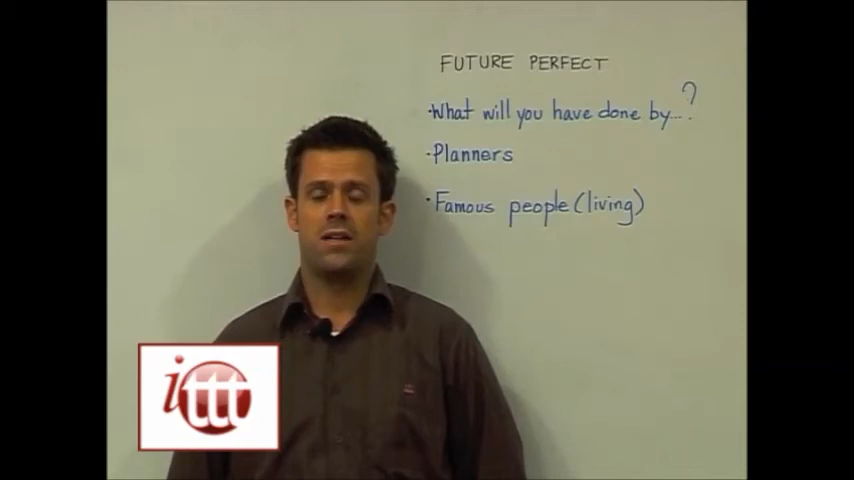 FUTURE PERFECT
·What will you have done by...?
·Planners
·Famous people (living)
ittt